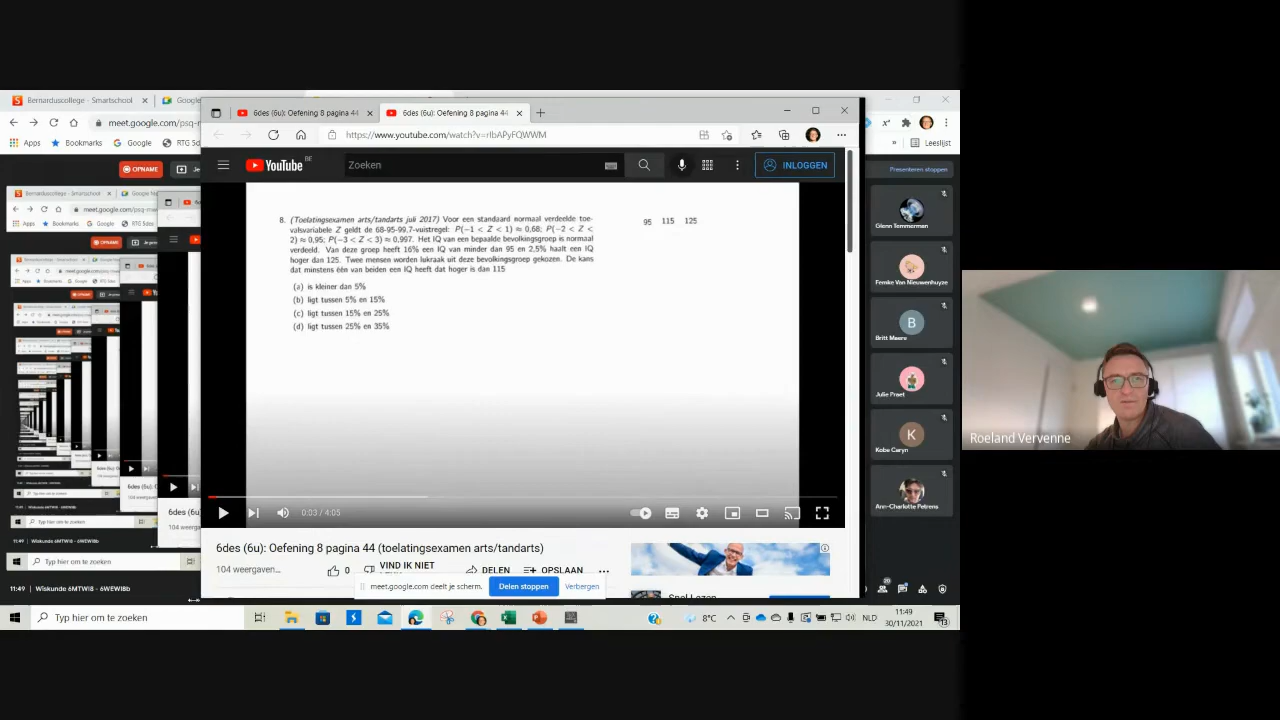 Bernarduscollege - Smartschool
6des (6u): Oefening 8 pagina 44
6des (6u): Oefening 8 pagina 44
https://www.youtube.com/watch?v=rIbAPyFQWWM
Apps
Bookmarks
Google
Leeslijst
OPNAME
YouTube BE
Zoeken
INLOGGEN
Presenteren stoppen
8. (Toelatingsexamen arts/tandarts juli 2017) Voor een standaard normaal verdeelde toe-
valsvariabele Z geldt de 68-95-99,7-vuistregel: P(−1 < Z < 1) ≈ 0,68; P(−2 < Z <
2) ≈ 0,95; P(−3 < Z < 3) ≈ 0,997. Het IQ van een bepaalde bevolkingsgroep is normaal
verdeeld. Van deze groep heeft 16% een IQ van minder dan 95 en 2,5% haalt een IQ
hoger dan 125. Twee mensen worden lukraak uit deze bevolkingsgroep gekozen. De kans
dat minstens één van beiden een IQ heeft dat hoger is dan 115
(a) is kleiner dan 5%
(b) ligt tussen 5% en 15%
(c) ligt tussen 15% en 25%
(d) ligt tussen 25% en 35%
95 115 125
Glenn Tommerman
Femke Van Nieuwenhuyze
Britt Maere
Julie Praet
K
Kobe Caryn
Ann-Charlotte Petrens
Roeland Vervenne
0:03 / 4:05
6des (6u): Oefening 8 pagina 44 (toelatingsexamen arts/tandarts)
104 weergaven...
0
VIND IK NIET
DELEN
OPSLAAN
meet.google.com deelt je scherm.
Delen stoppen
Verbergen
11:49 Wiskunde 6MTWI8 - 6WEWI8b
Typ hier om te zoeken
8°C
NLD
11:49
30/11/2021